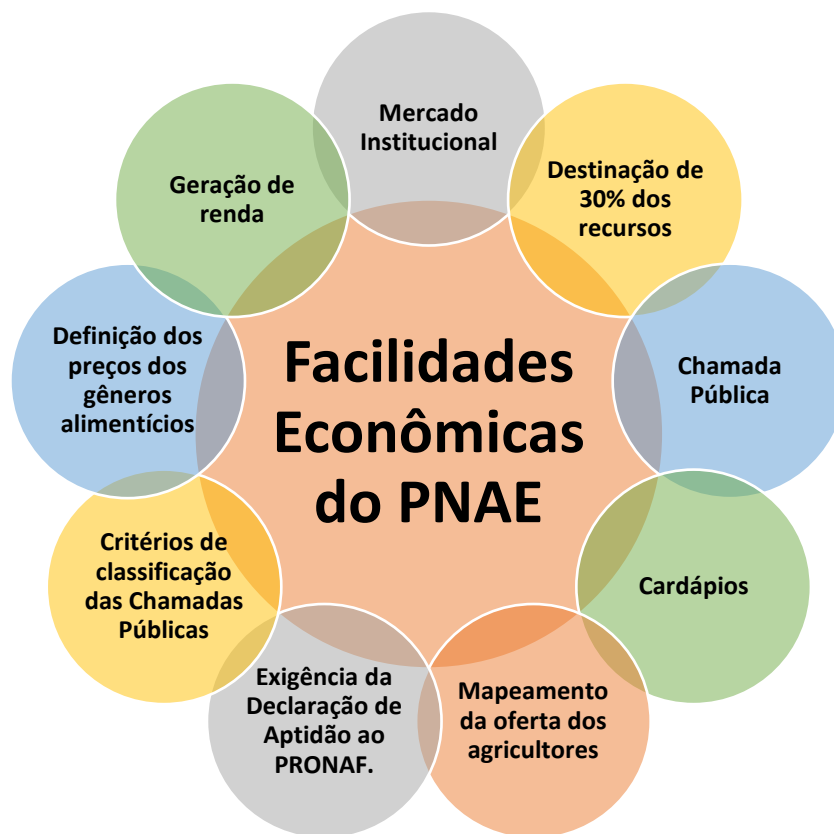 Mercado
Institucional
Destinação de
30% dos
recursos
Chamada
Pública
Cardápios
Mapeamento
da oferta dos
agricultores
Exigência da
Declaração de
Aptidão ao
PRONAF.
Critérios de
classificação
das Chamadas
Públicas
Definição dos
preços dos
gêneros
alimentícios
Geração de
renda
Facilidades
Econômicas
do PNAE